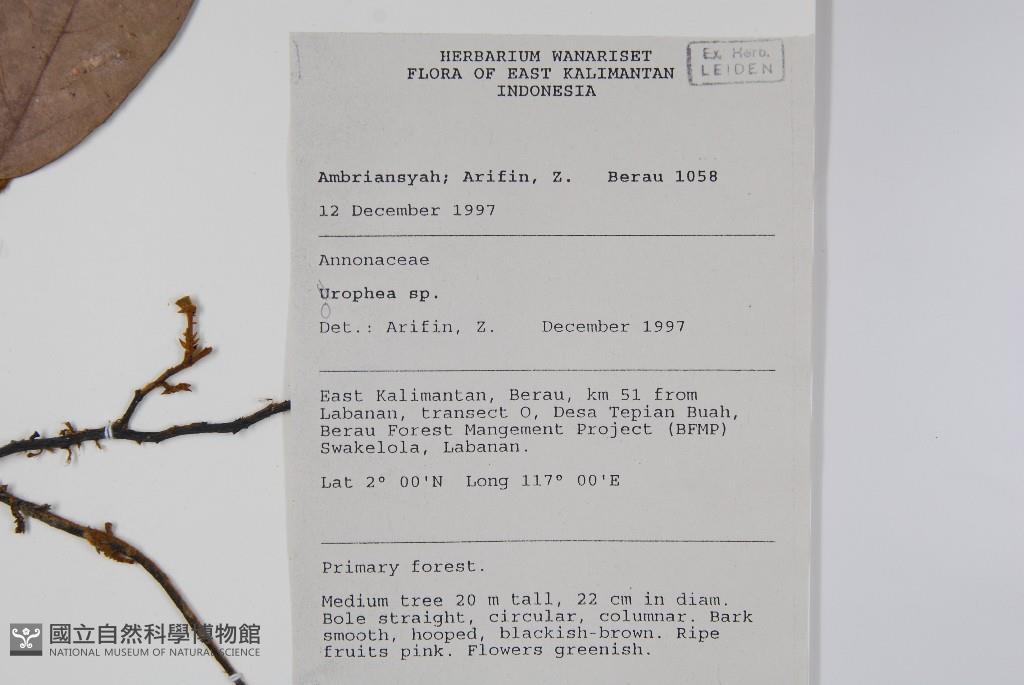 HERBARIUM WANARISET
FLORA OF EAST KALIMANTAN
INDONESIA
Ex. Herb.
LEIDEN
Ambriansyah; Arifin, Z. Berau 1058
12 December 1997
Annonaceae
Urophea sp.
O
Det.: Arifin, Z. December 1997
East Kalimantan, Berau, km 51 from
Labanan, transect O, Desa Tepian Buah,
Berau Forest Mangement Project (BFMP)
Swakelola, Labanan.
Lat 2° 00'N Long 117° 00'E
Primary forest.
Medium tree 20 m tall, 22 cm in diam.
Bole straight, circular, columnar. Bark
smooth, hooped, blackish-brown. Ripe
fruits pink. Flowers greenish.
國立自然科學博物館
NATIONAL MUSEUM OF NATURAL SCIENCE